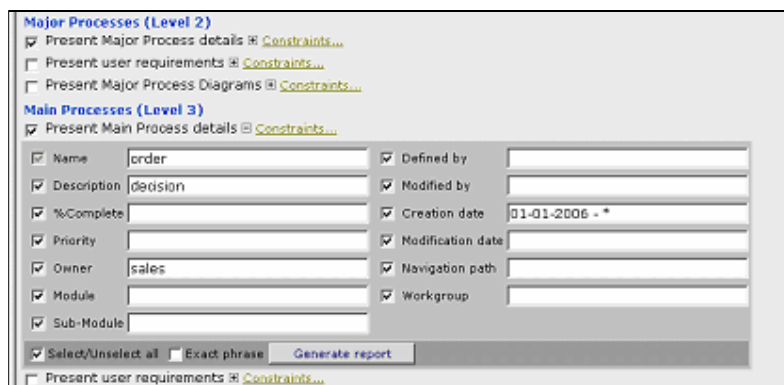 Major Processes (Level 2)
Present Major Process details Constraints...
Present user requirements Constraints...
Present Major Process Diagrams Constraints...
Main Processes (Level 3)
Present Main Process details Constraints...
Name order Defined by
Description decision Modified by
%Complete Creation date 01-01-2006 - *
Priority Modification date
Owner sales Navigation path
Module Workgroup
Sub-Module
Select/Unselect all Exact phrase Generate report
Present user requirements Constraints...